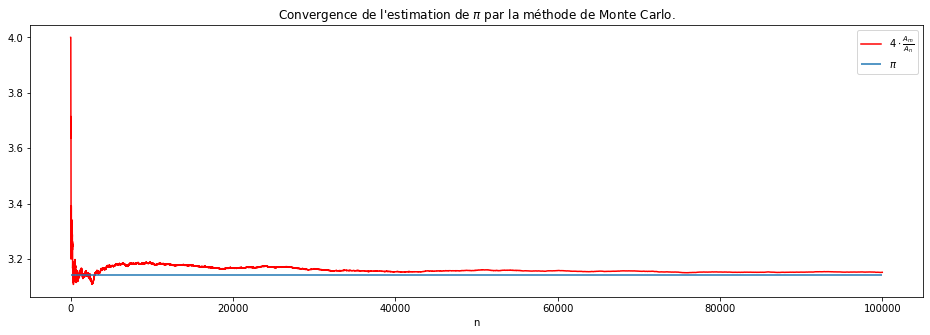 Convergence de l'estimation de π par la méthode de Monte Carlo.
4.0
3.8
3.6
3.4
3.2
0 20000 40000 60000 80000 100000
n
4 · A_m/A_n
π